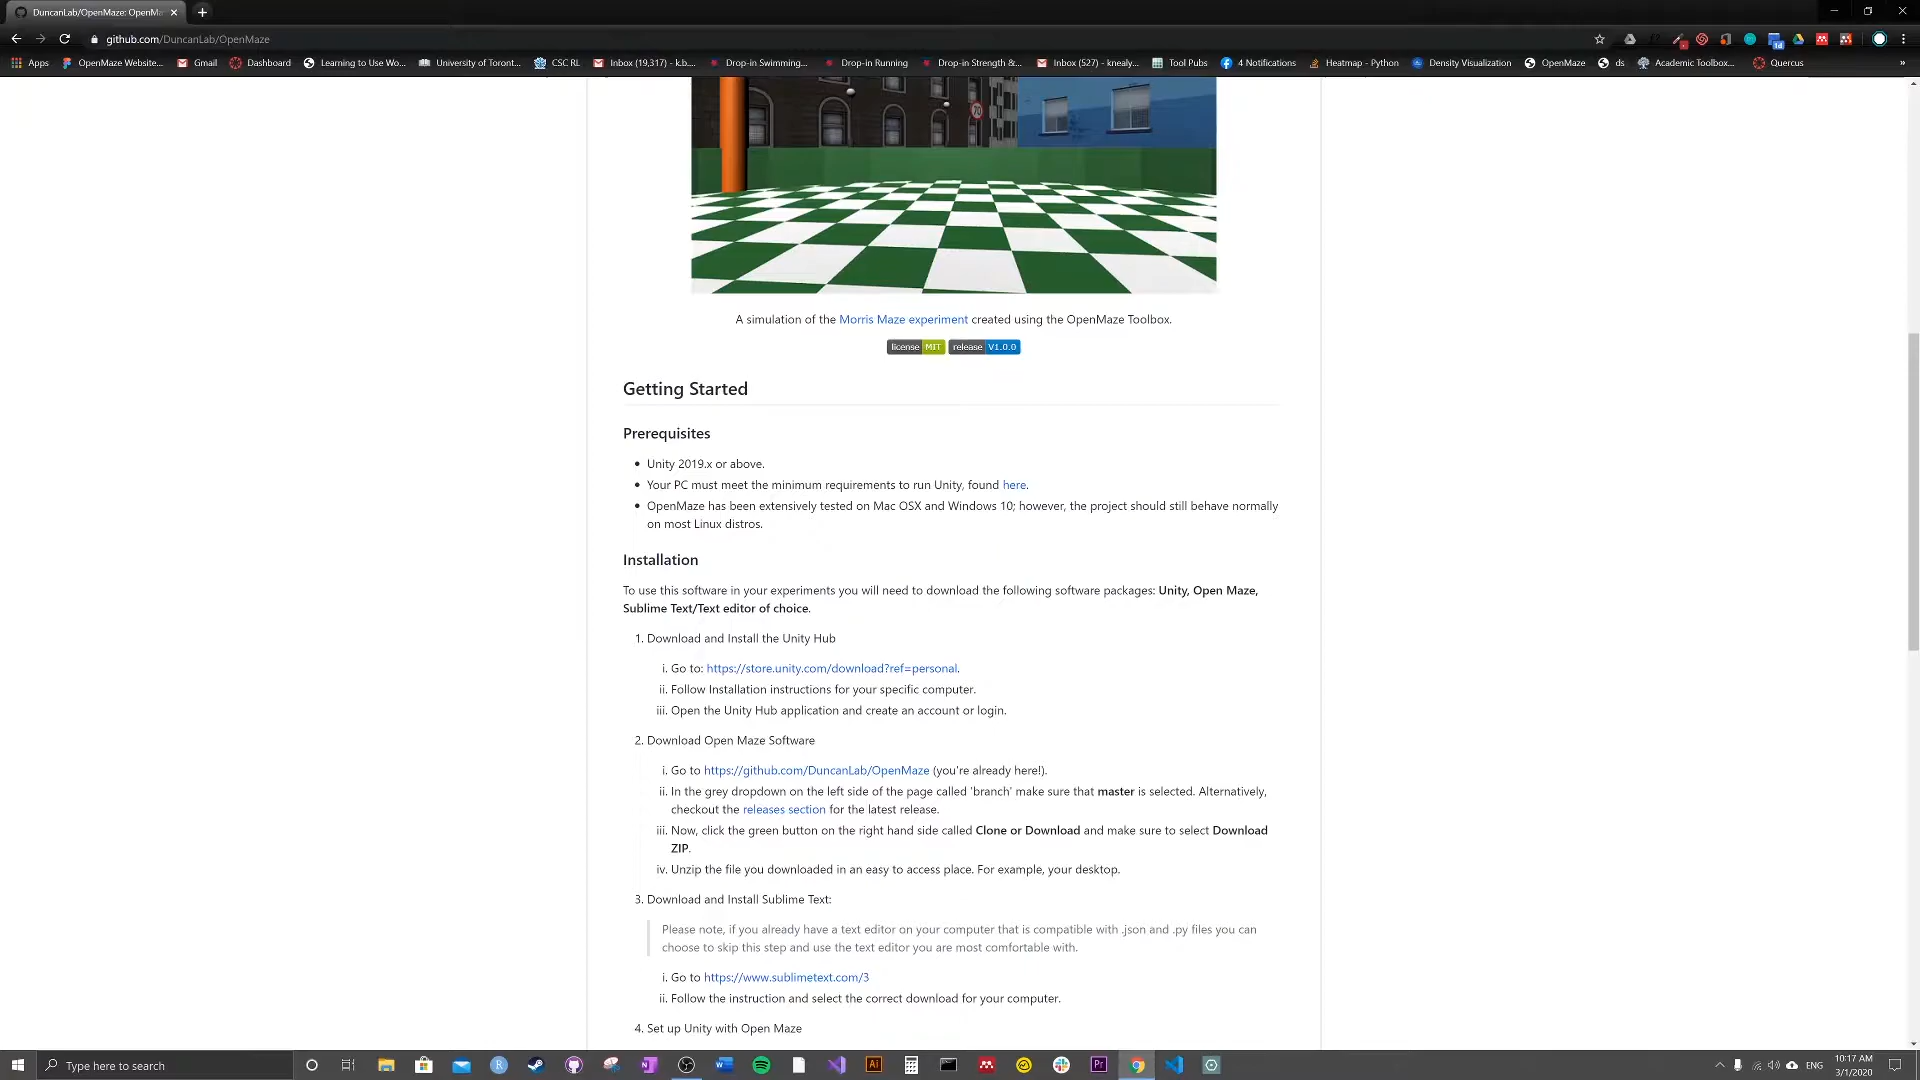 DuncanLab/OpenMaze: OpenMa
github.com/DuncanLab/OpenMaze
Apps OpenMaze Website... Gmail Dashboard Learning to Use Wo... University of Toront... CSC RL Inbox (19,317) - k.b.... Drop-in Swimming,... Drop-in Running Drop-in Strength &... Inbox (527) - knealy... Tool Pubs 4 Notifications Heatmap - Python Density Visualization OpenMaze ds Academic Toolbox... Quercus »
A simulation of the Morris Maze experiment created using the OpenMaze Toolbox.
license MIT release V1.0.0
Getting Started
Prerequisites
• Unity 2019.x or above.
• Your PC must meet the minimum requirements to run Unity, found here.
• OpenMaze has been extensively tested on Mac OSX and Windows 10; however, the project should still behave normally
on most Linux distros.
Installation
To use this software in your experiments you will need to download the following software packages: Unity, Open Maze,
Sublime Text/Text editor of choice.
1. Download and Install the Unity Hub
i. Go to: https://store.unity.com/download?ref=personal.
ii. Follow Installation instructions for your specific computer.
iii. Open the Unity Hub application and create an account or login.
2. Download Open Maze Software
i. Go to https://github.com/DuncanLab/OpenMaze (you're already here!).
ii. In the grey dropdown on the left side of the page called 'branch' make sure that master is selected. Alternatively,
checkout the releases section for the latest release.
iii. Now, click the green button on the right hand side called Clone or Download and make sure to select Download
ZIP.
iv. Unzip the file you downloaded in an easy to access place. For example, your desktop.
3. Download and Install Sublime Text:
Please note, if you already have a text editor on your computer that is compatible with .json and .py files you can
choose to skip this step and use the text editor you are most comfortable with.
i. Go to https://www.sublimetext.com/3
ii. Follow the instruction and select the correct download for your computer.
4. Set up Unity with Open Maze
Type here to search
ENG
10:17 AM
3/1/2020